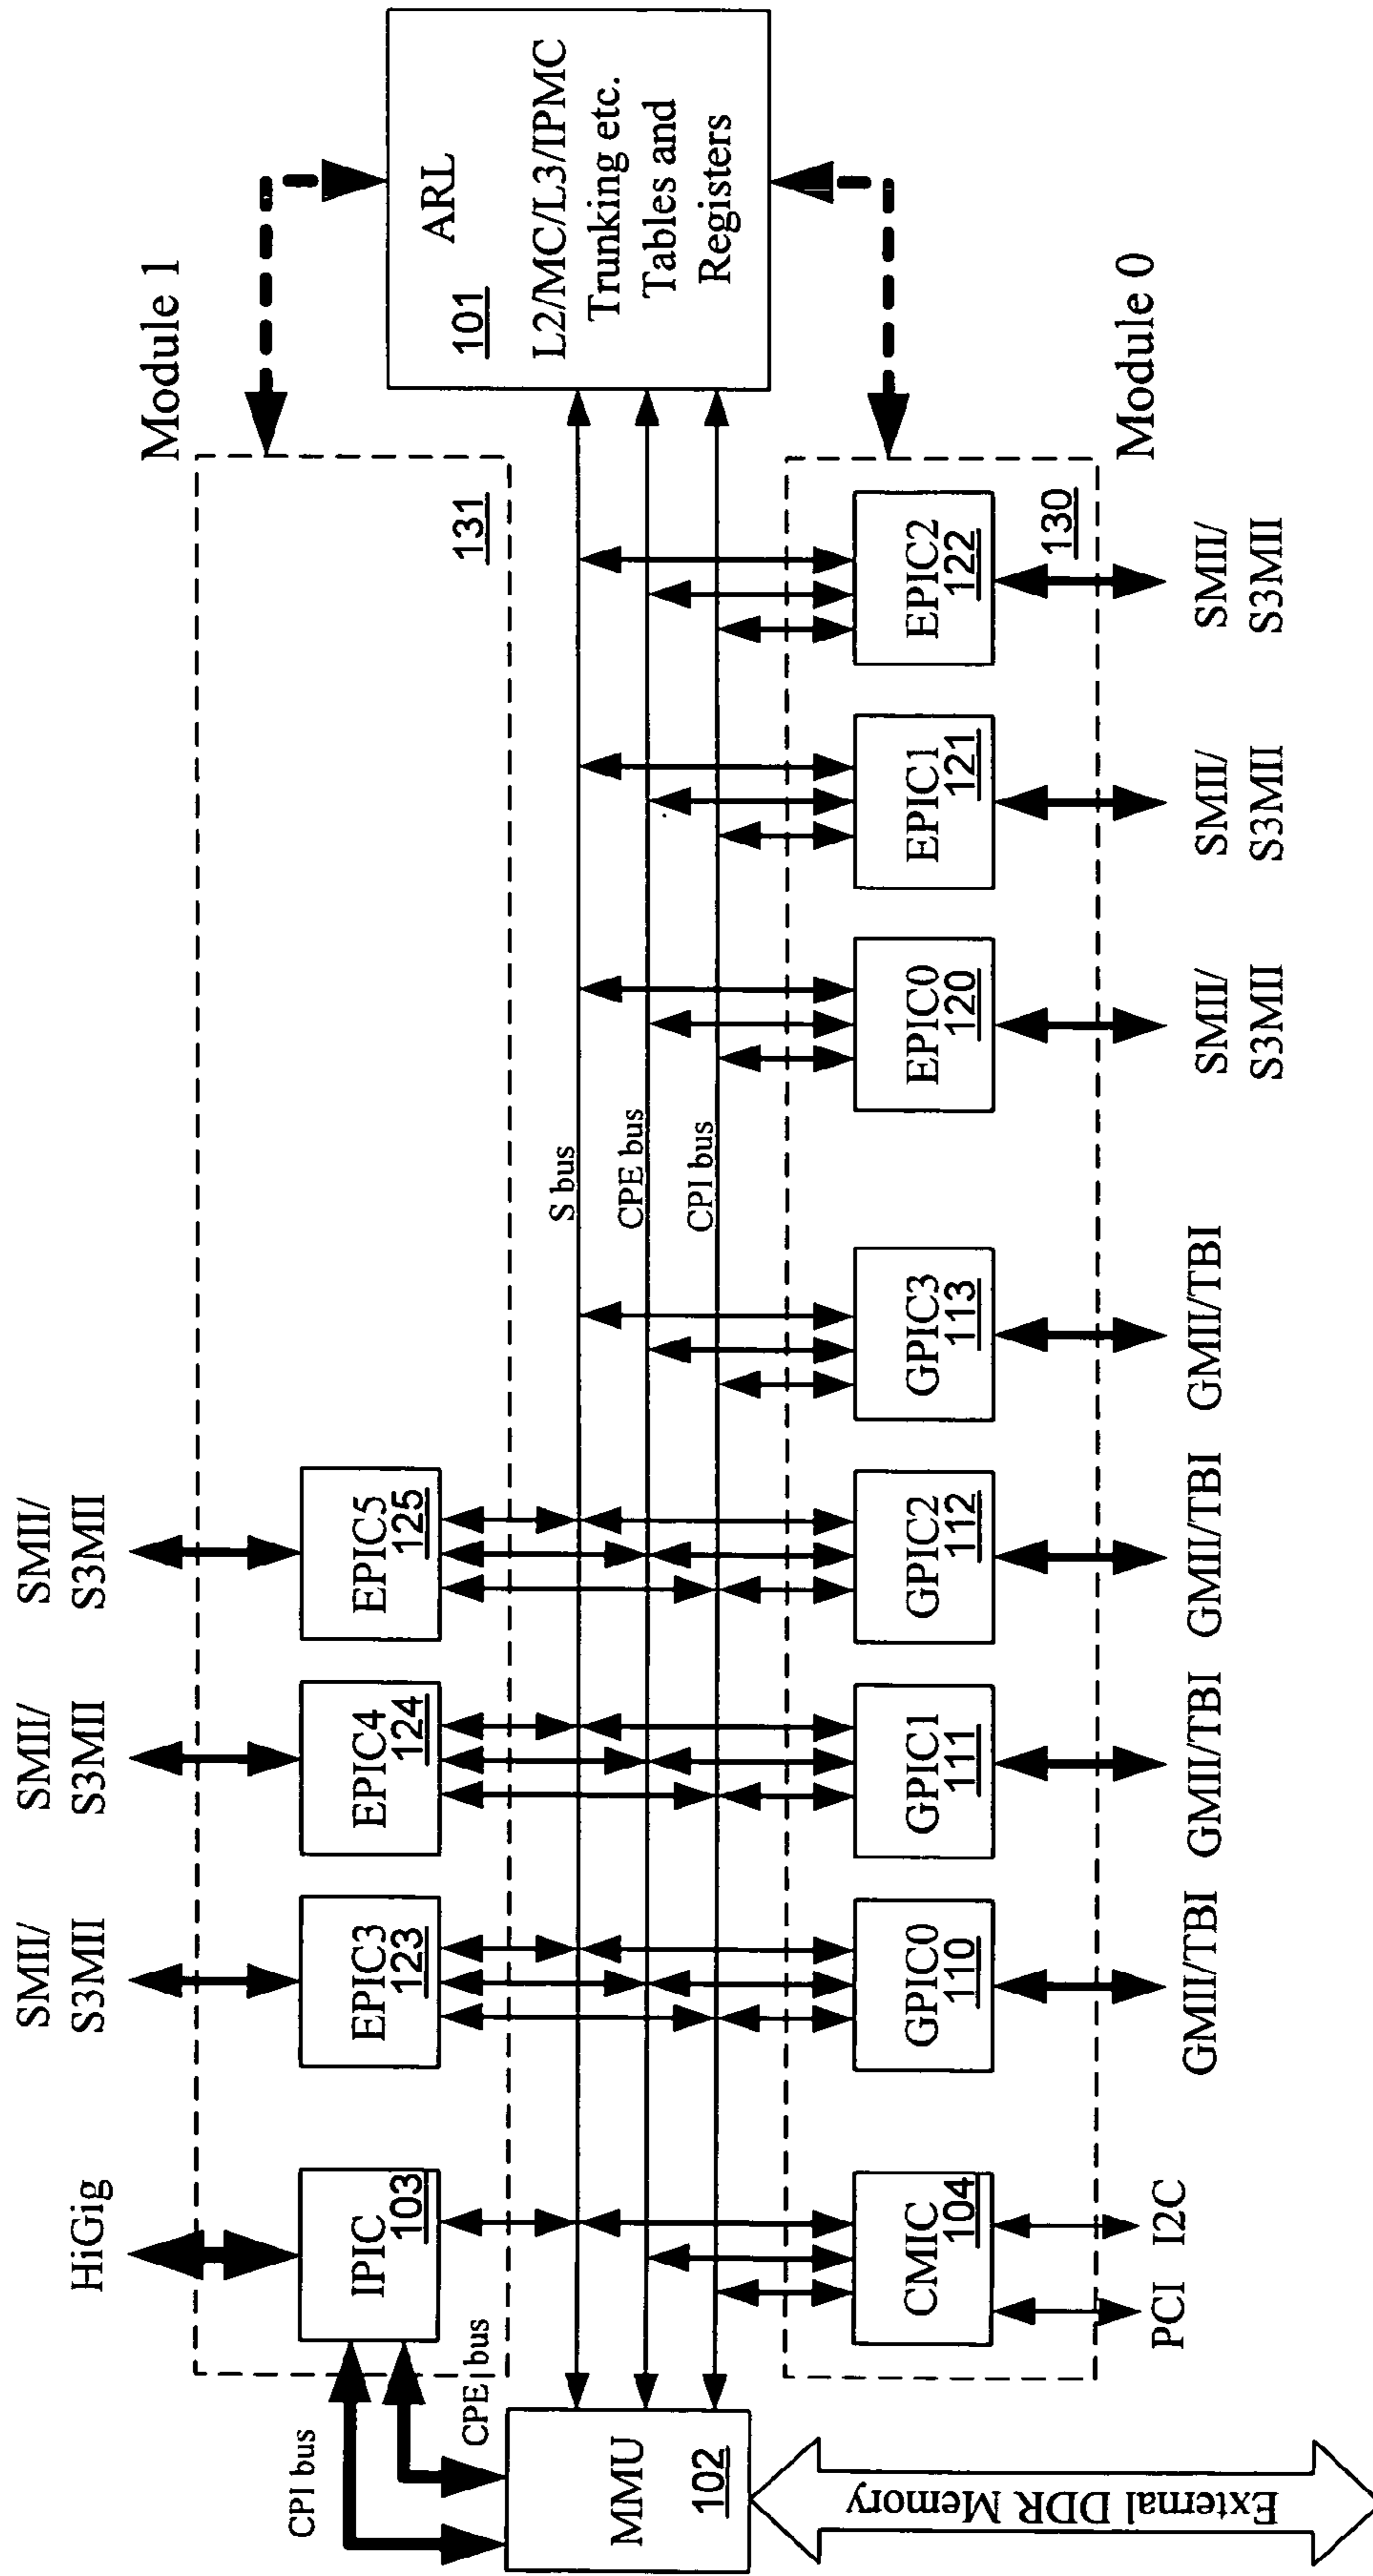 HiGig
SMII/
S3MII
SMII/
S3MII
SMII/
S3MII
Module 1
IPIC
103
EPIC3
123
EPIC4
124
EPIC5
125
131
CPI bus
CPE bus
MMU
102
S bus
CPE bus
CPI bus
ARL
101
L2/MC/L3/IPMC
Trunking etc.
Tables and
Registers
CMIC
104
GPIC0
110
GPIC1
111
GPIC2
112
GPIC3
113
EPIC0
120
EPIC1
121
EPIC2
122
130
Module 0
External DDR Memory
PCI
I2C
GMII/TBI
GMII/TBI
GMII/TBI
GMII/TBI
SMII/
S3MII
SMII/
S3MII
SMII/
S3MII